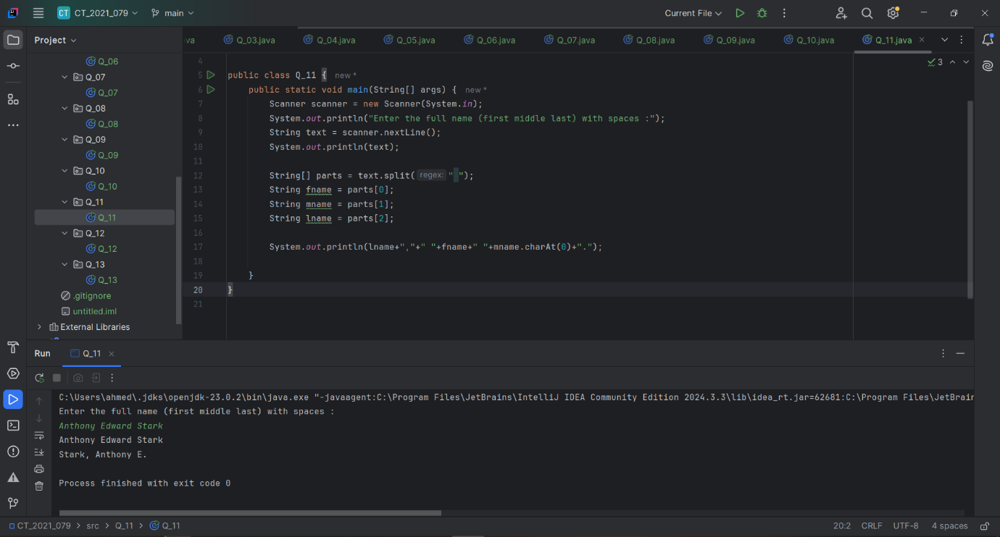 CT CT_2021_079 main Current File
Project
ava Q_03.java Q_04.java Q_05.java Q_06.java Q_07.java Q_08.java Q_09.java Q_10.java Q_11.java
Q_06
Q_07
Q_07
Q_08
Q_08
Q_09
Q_09
Q_10
Q_10
Q_11
Q_11
Q_12
Q_12
Q_13
Q_13
.gitignore
untitled.iml
External Libraries
3
4
5 public class Q_11 { new *
6 public static void main(String[] args) { new *
7 Scanner scanner = new Scanner(System.in);
8 System.out.println("Enter the full name (first middle last) with spaces :");
9 String text = scanner.nextLine();
10 System.out.println(text);
11
12 String[] parts = text.split( regex: " ");
13 String fname = parts[0];
14 String mname = parts[1];
15 String lname = parts[2];
16
17 System.out.println(lname+","+" "+fname+" "+mname.charAt(0)+".");
18
19 }
20 }
21
Run Q_11
C:\Users\ahmed\.jdks\openjdk-23.0.2\bin\java.exe "-javaagent:C:\Program Files\JetBrains\IntelliJ IDEA Community Edition 2024.3.3\lib\idea_rt.jar=62681:C:\Program Files\JetBrain
Enter the full name (first middle last) with spaces :
Anthony Edward Stark
Anthony Edward Stark
Stark, Anthony E.
Process finished with exit code 0
CT_2021_079 > src > Q_11 > Q_11 20:2 CRLF UTF-8 4 spaces